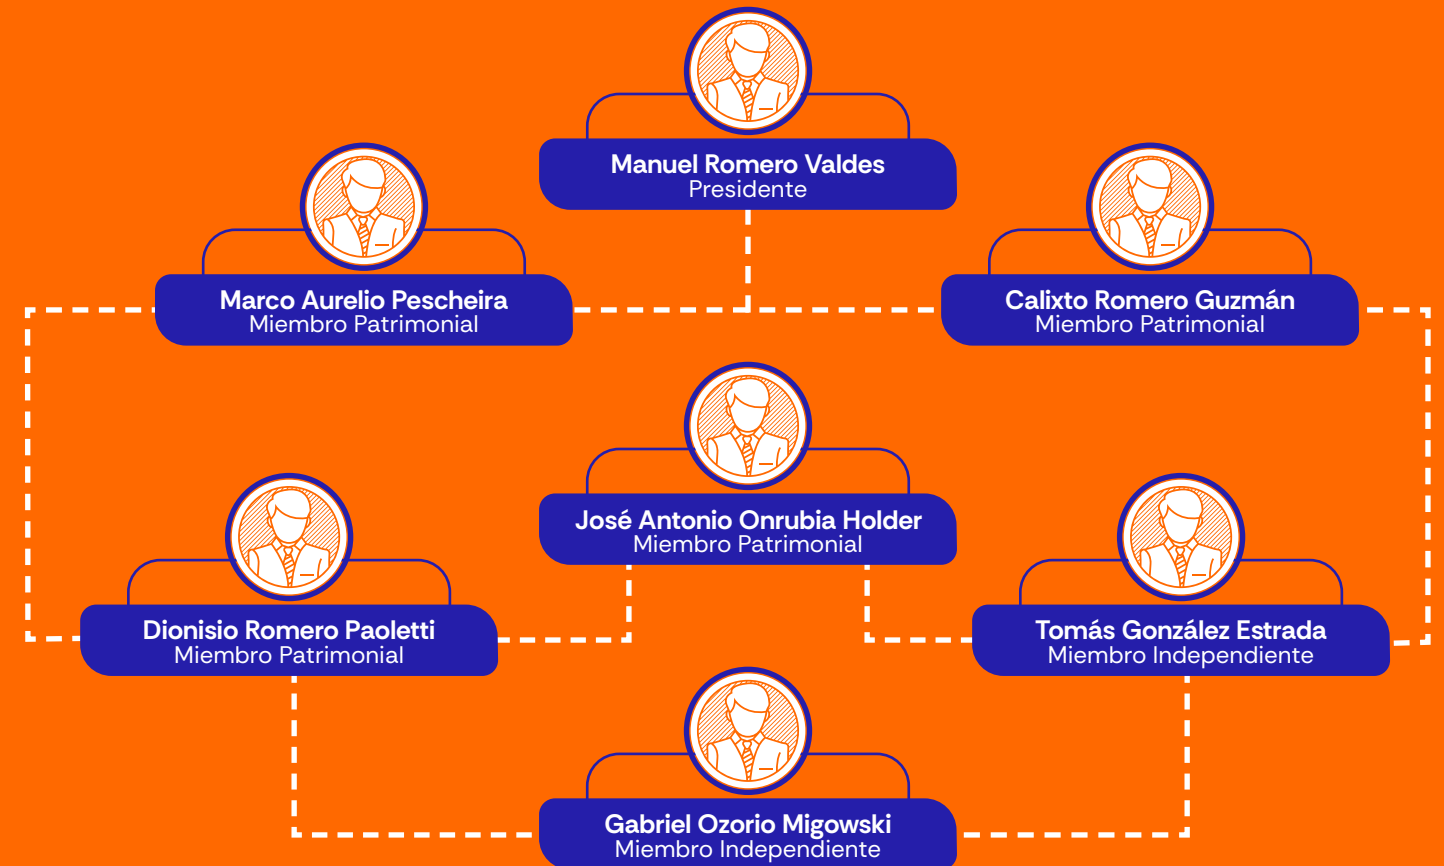 Manuel Romero Valdes
Presidente
Marco Aurelio Pescheira
Miembro Patrimonial
Calixto Romero Guzmán
Miembro Patrimonial
José Antonio Onrubia Holder
Miembro Patrimonial
Dionisio Romero Paoletti
Miembro Patrimonial
Tomás González Estrada
Miembro Independiente
Gabriel Ozorio Migowski
Miembro Independiente